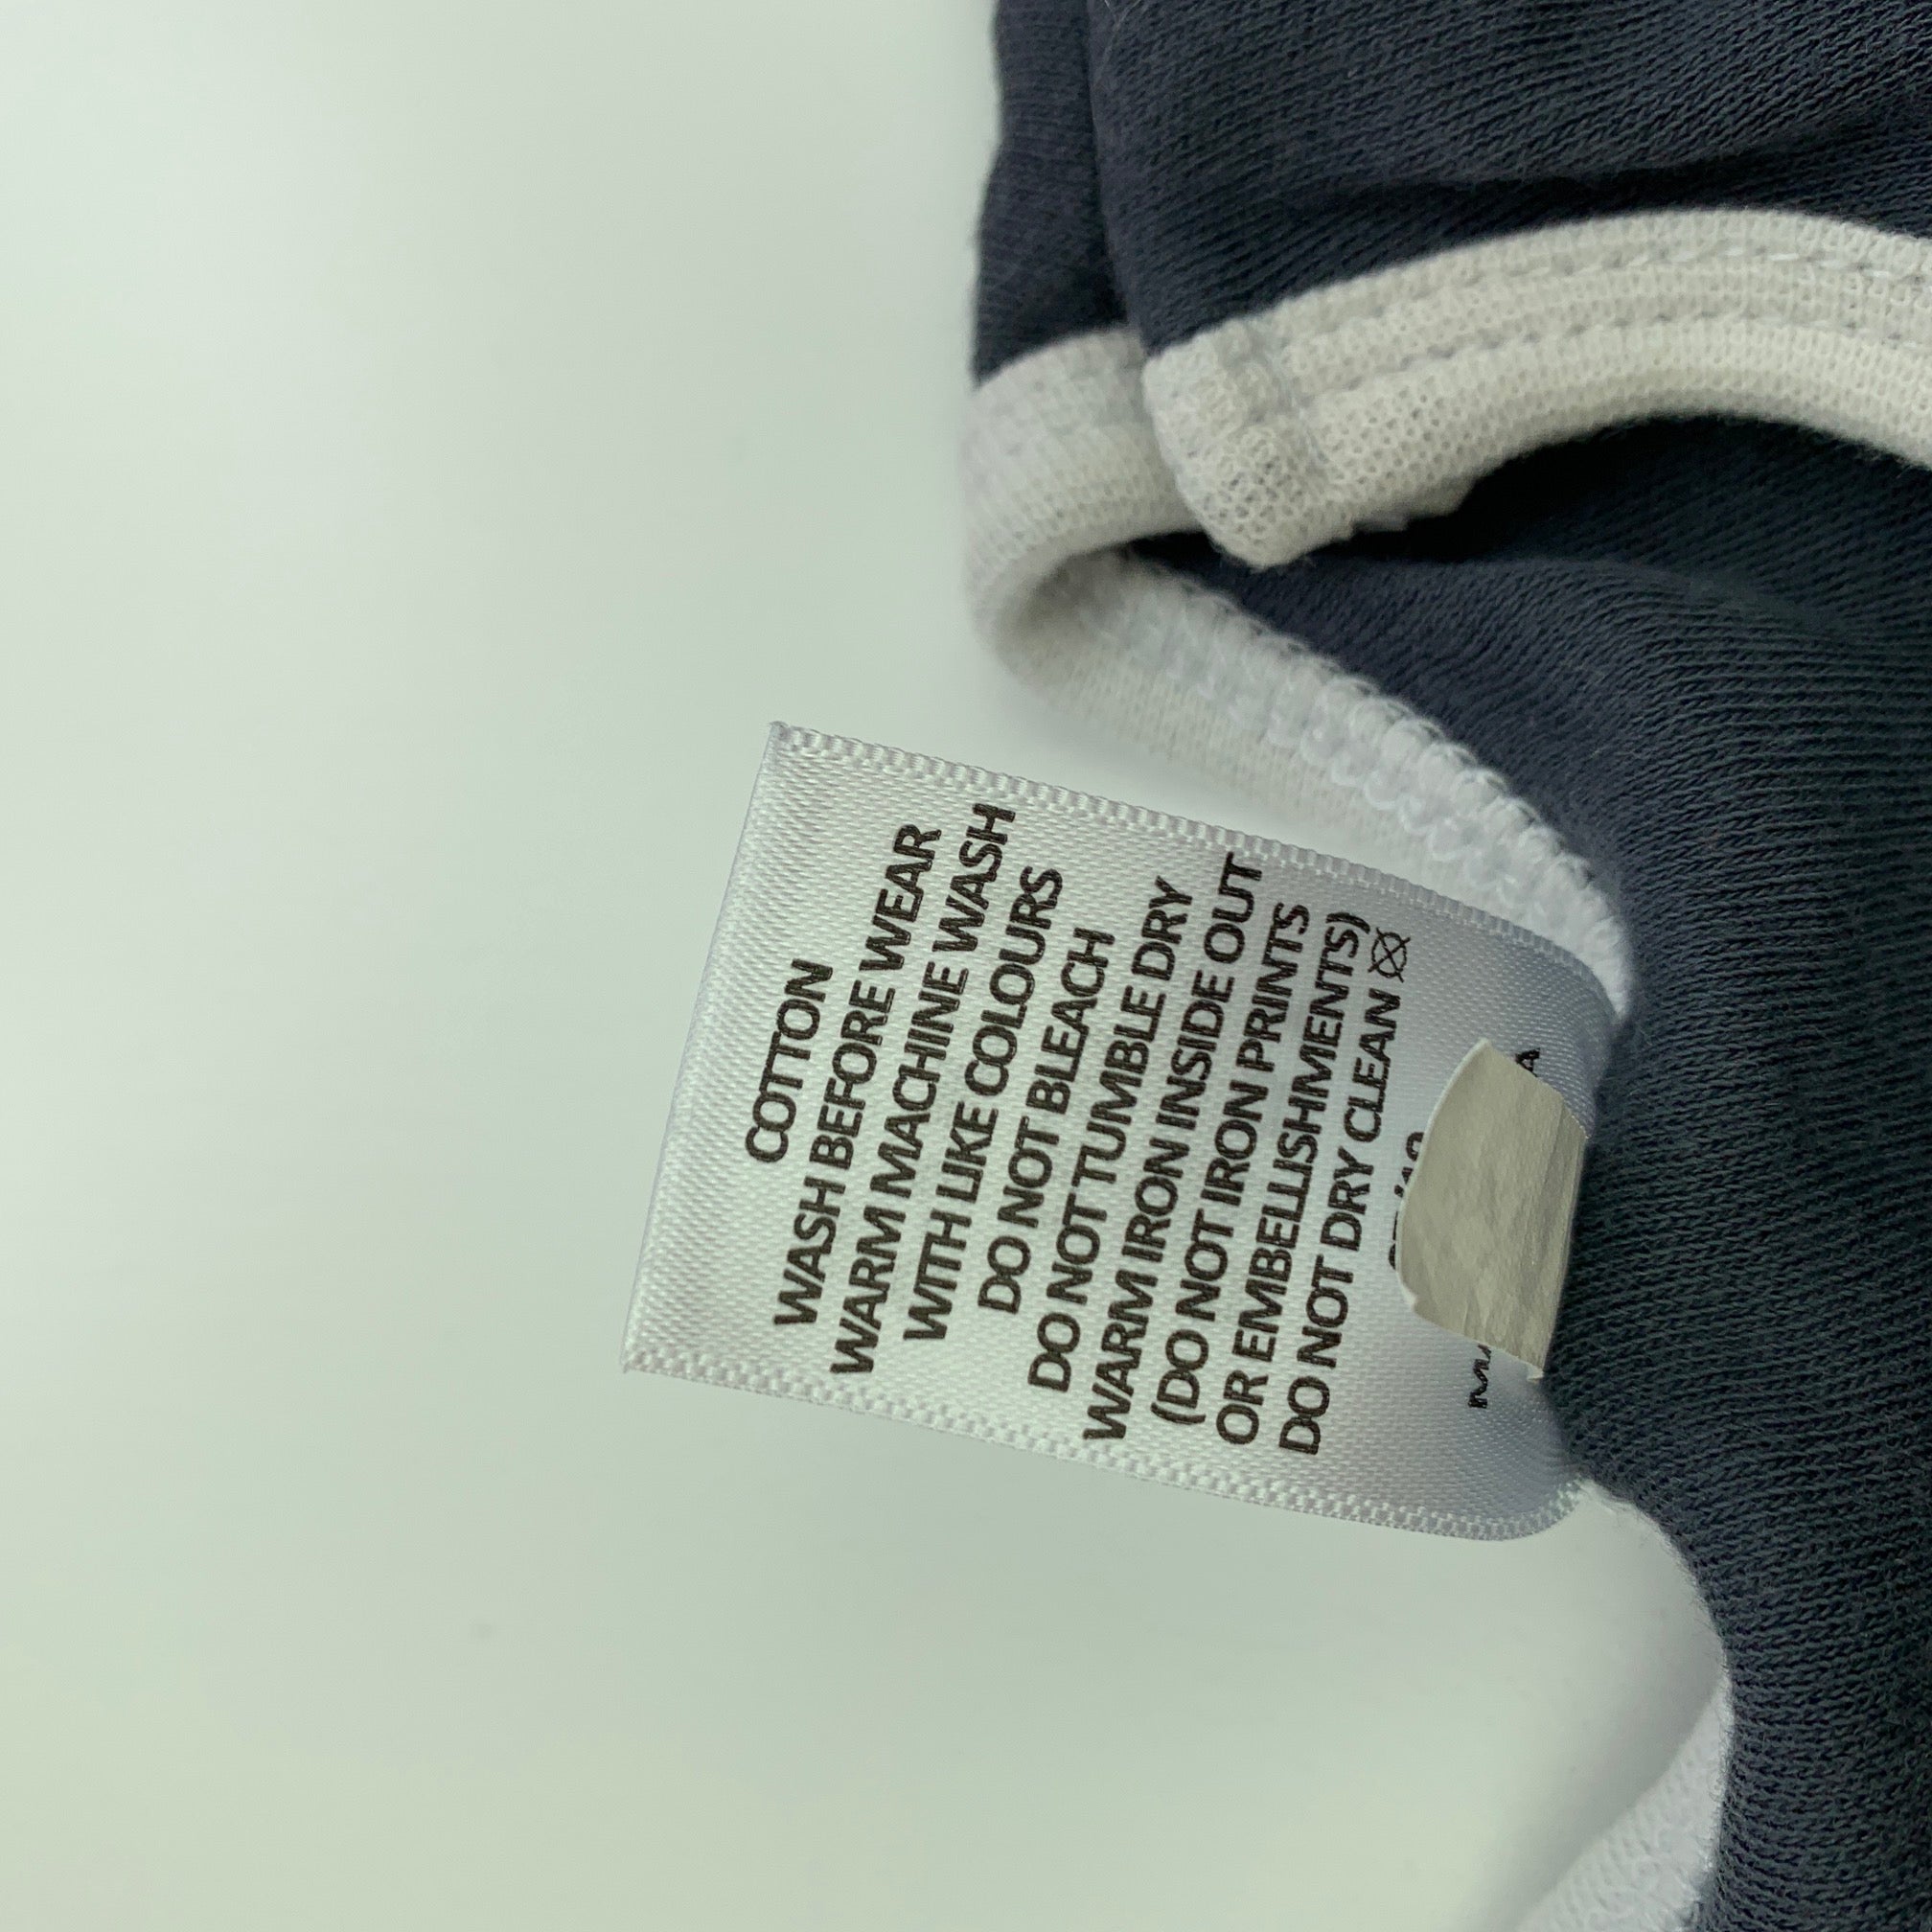 COTTON
WASH BEFORE WEAR
WARM MACHINE WASH
WITH LIKE COLOURS
DO NOT BLEACH
DO NOT TUMBLE DRY
WARM IRON INSIDE OUT
(DO NOT IRON PRINTS
OR EMBELLISHMENTS)
DO NOT DRY CLEAN